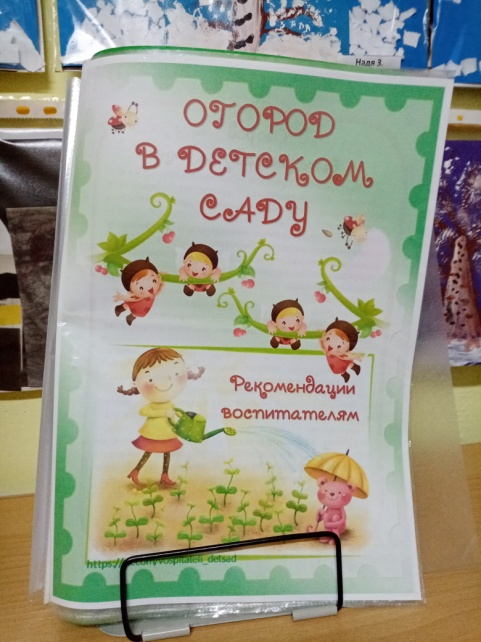 Надя З.
ОГОРОД
В ДЕТСКОМ
САДУ
Рекомендации
воспитателям